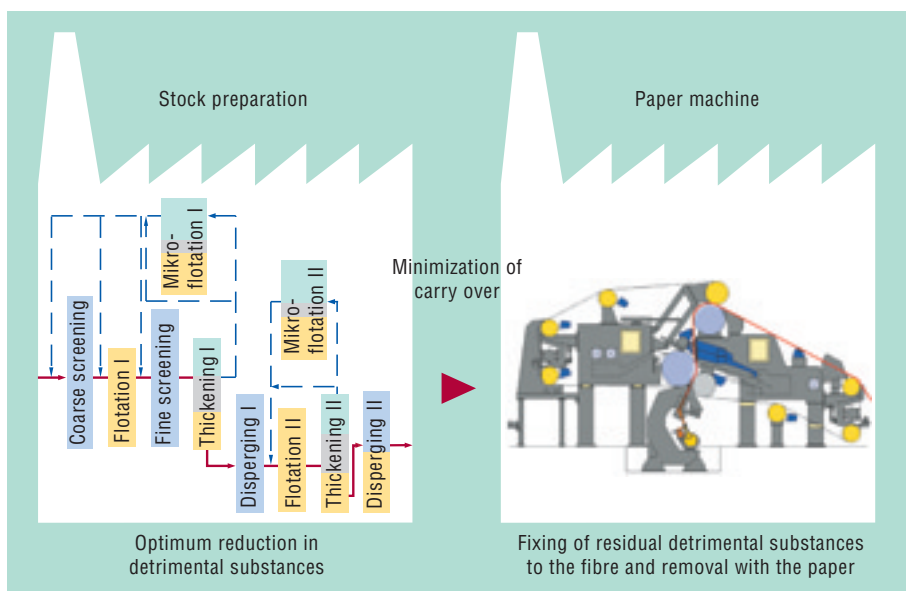 Stock preparation
Paper machine
Mikro-
flotation I
Mikro-
flotation II
Minimization of
carry over
Coarse screening
Flotation I
Fine screening
Thickening I
Disperging I
Flotation II
Thickening II
Disperging II
Optimum reduction in
detrimental substances
Fixing of residual detrimental substances
to the fibre and removal with the paper